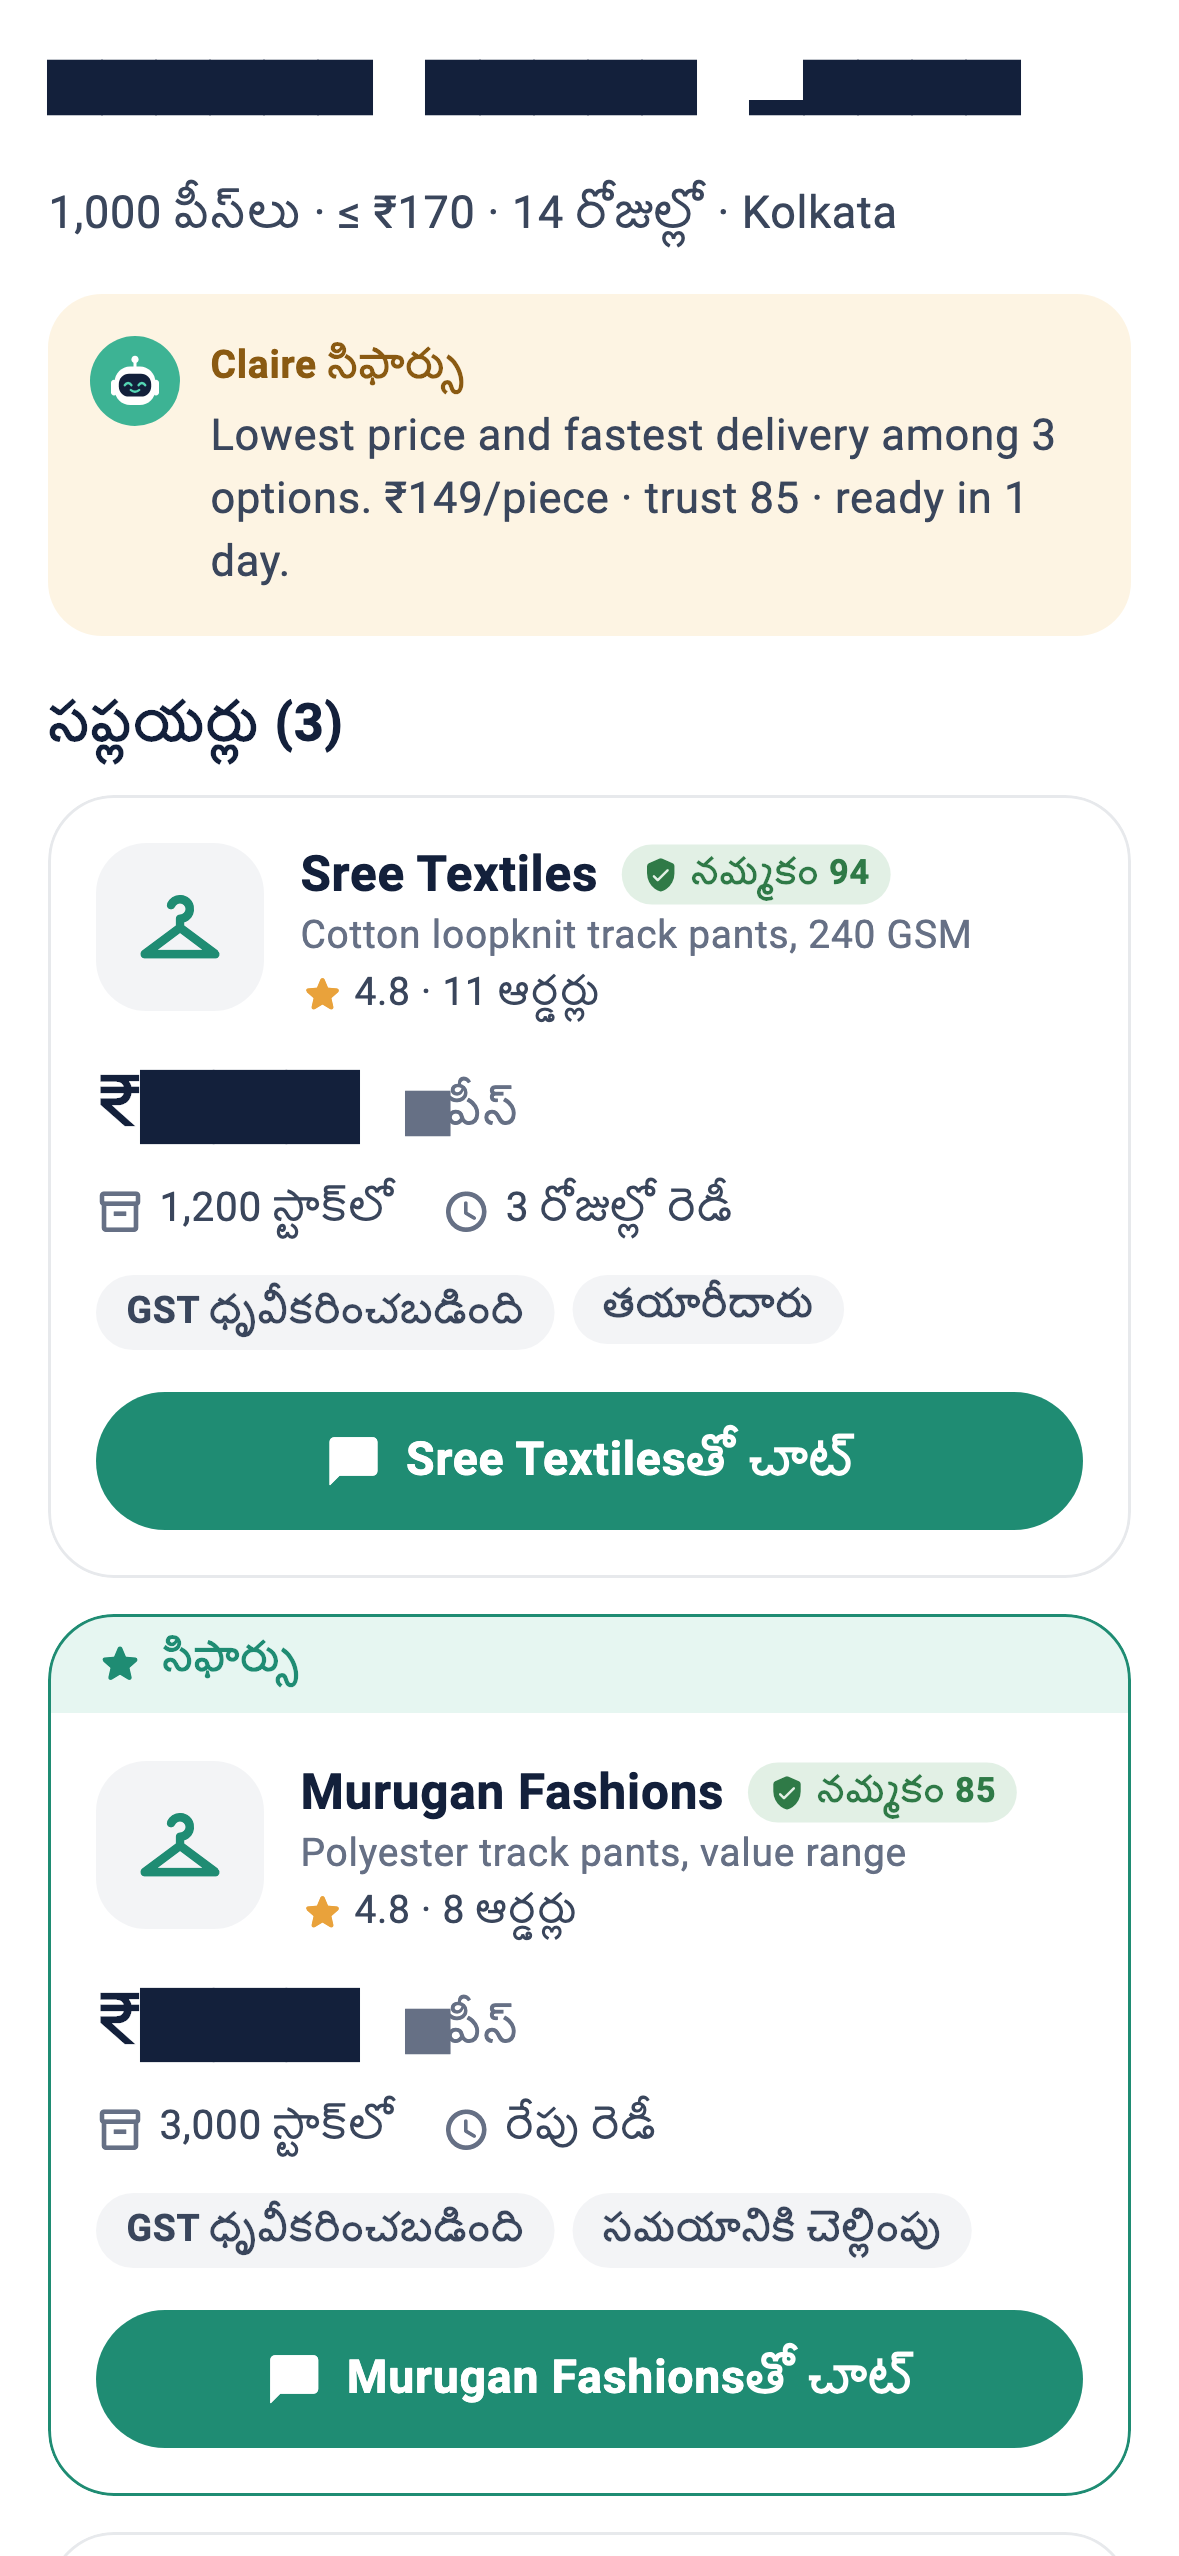 1,000 పీస్‌లు · ≤ ₹170 · 14 రోజుల్లో · Kolkata
Claire సిఫార్సు
Lowest price and fastest delivery among 3
options. ₹149/piece · trust 85 · ready in 1
day.
సప్లయర్లు (3)
Sree Textiles నమ్మకం 94
Cotton loopknit track pants, 240 GSM
4.8 · 11 ఆర్డర్లు
₹ పీస్
1,200 స్టాక్‌లో 3 రోజుల్లో రెడీ
GST ధృవీకరించబడింది తయారీదారు
Sree Textilesతో చాట్
సిఫార్సు
Murugan Fashions నమ్మకం 85
Polyester track pants, value range
4.8 · 8 ఆర్డర్లు
₹ పీస్
3,000 స్టాక్‌లో రేపు రెడీ
GST ధృవీకరించబడింది సమయానికి చెల్లింపు
Murugan Fashionsతో చాట్